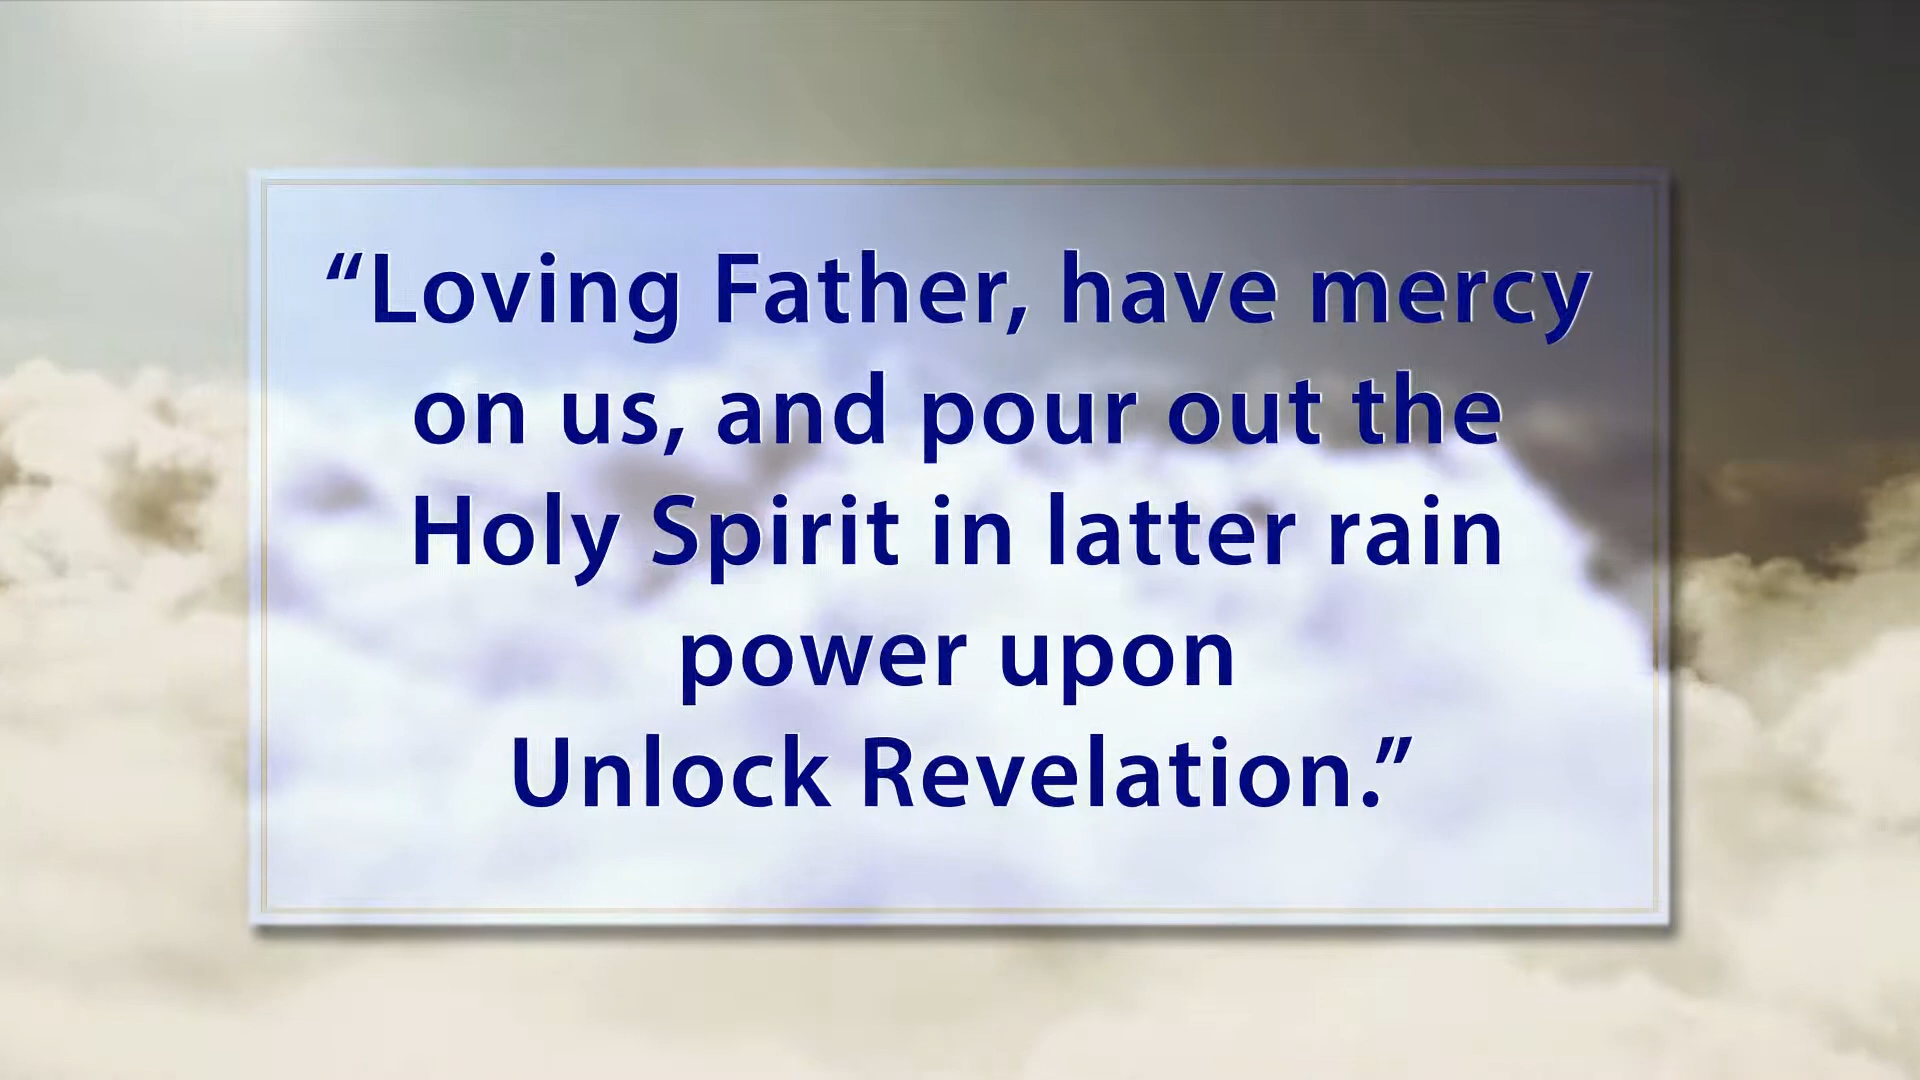 “Loving Father, have mercy
on us, and pour out the
Holy Spirit in latter rain
power upon
Unlock Revelation.”